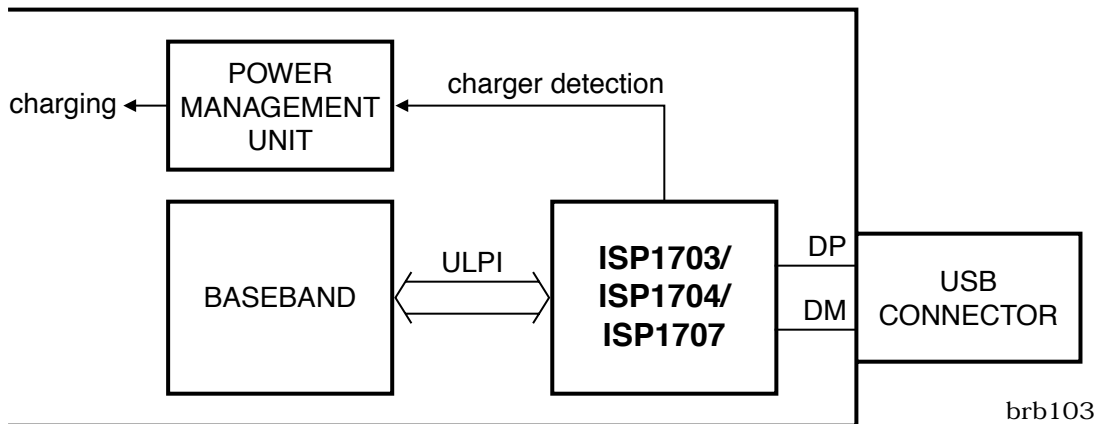 POWER
MANAGEMENT
UNIT
charging
charger detection
BASEBAND
ULPI
ISP1703/
ISP1704/
ISP1707
DP
DM
USB
CONNECTOR
brb103